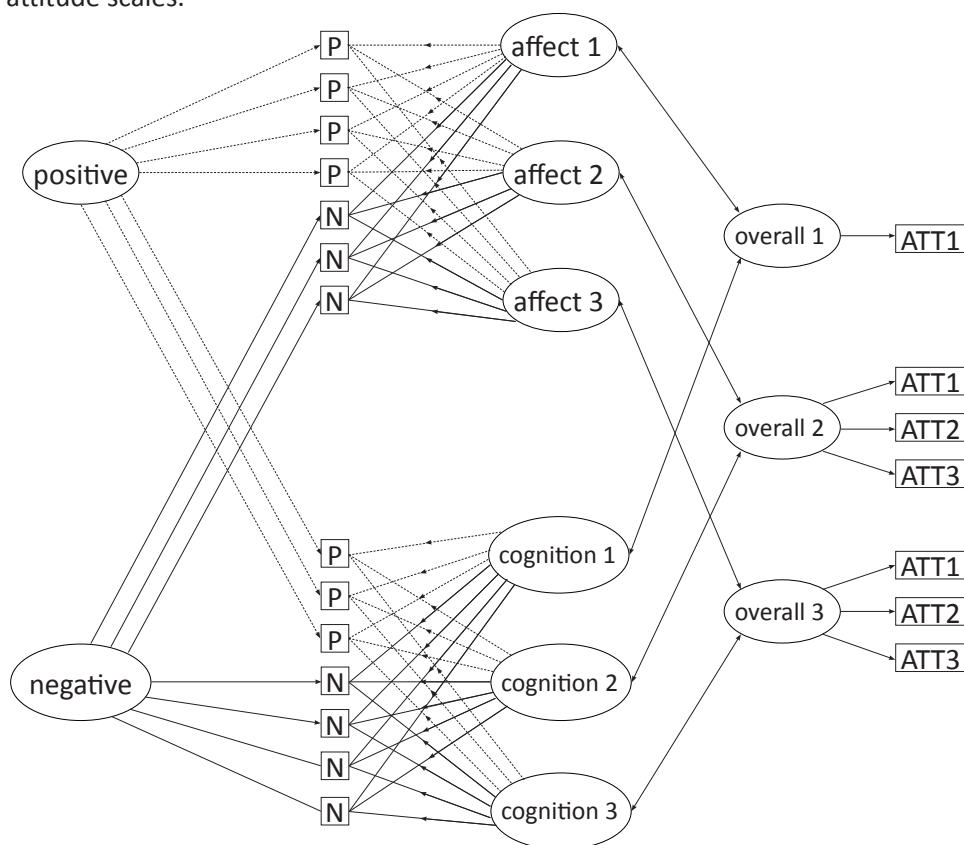 attitude scales.
P
affect 1
P
P
positive
P
affect 2
N
overall 1
ATT1
N
N
affect 3
ATT1
overall 2
ATT2
ATT3
P
cognition 1
ATT1
P
overall 3
ATT2
P
ATT3
negative
N
cognition 2
N
N
N
cognition 3